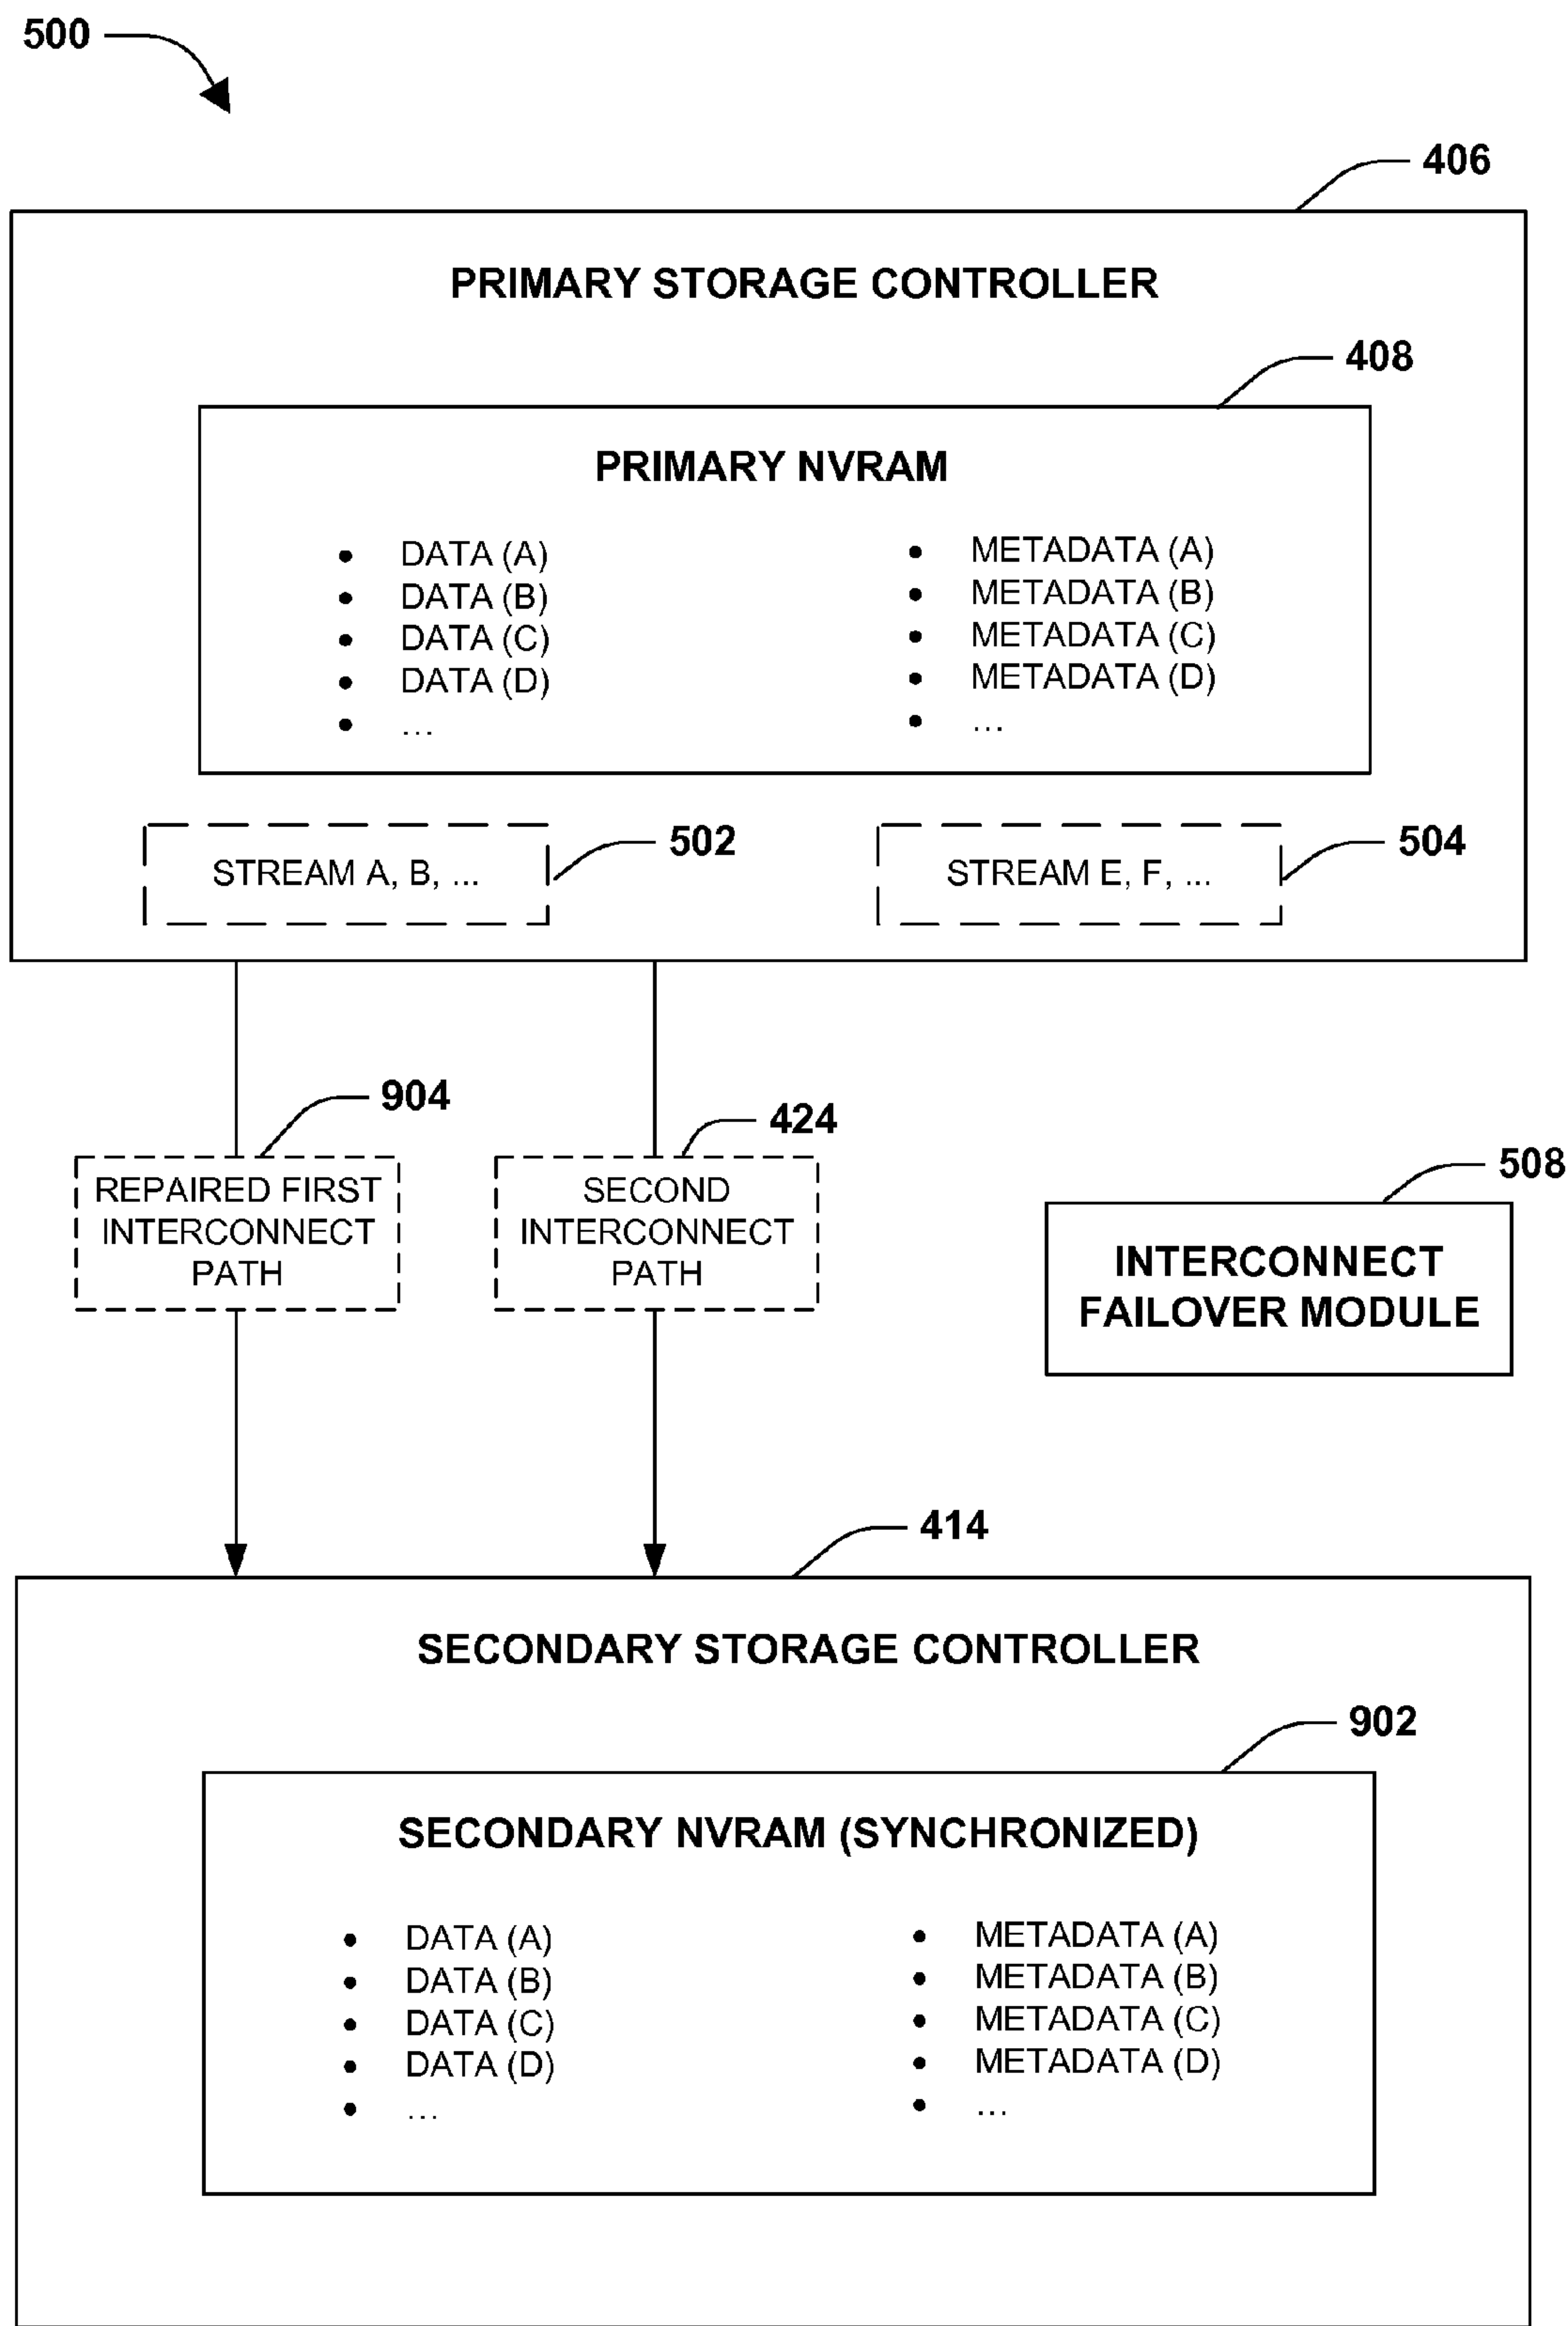 500
406
PRIMARY STORAGE CONTROLLER
408
PRIMARY NVRAM
• DATA (A)
• DATA (B)
• DATA (C)
• DATA (D)
• ...
• METADATA (A)
• METADATA (B)
• METADATA (C)
• METADATA (D)
• ...
STREAM A, B, ...
502
STREAM E, F, ...
504
904
REPAIRED FIRST
INTERCONNECT
PATH
424
SECOND
INTERCONNECT
PATH
508
INTERCONNECT
FAILOVER MODULE
414
SECONDARY STORAGE CONTROLLER
902
SECONDARY NVRAM (SYNCHRONIZED)
• DATA (A)
• DATA (B)
• DATA (C)
• DATA (D)
• ...
• METADATA (A)
• METADATA (B)
• METADATA (C)
• METADATA (D)
• ...